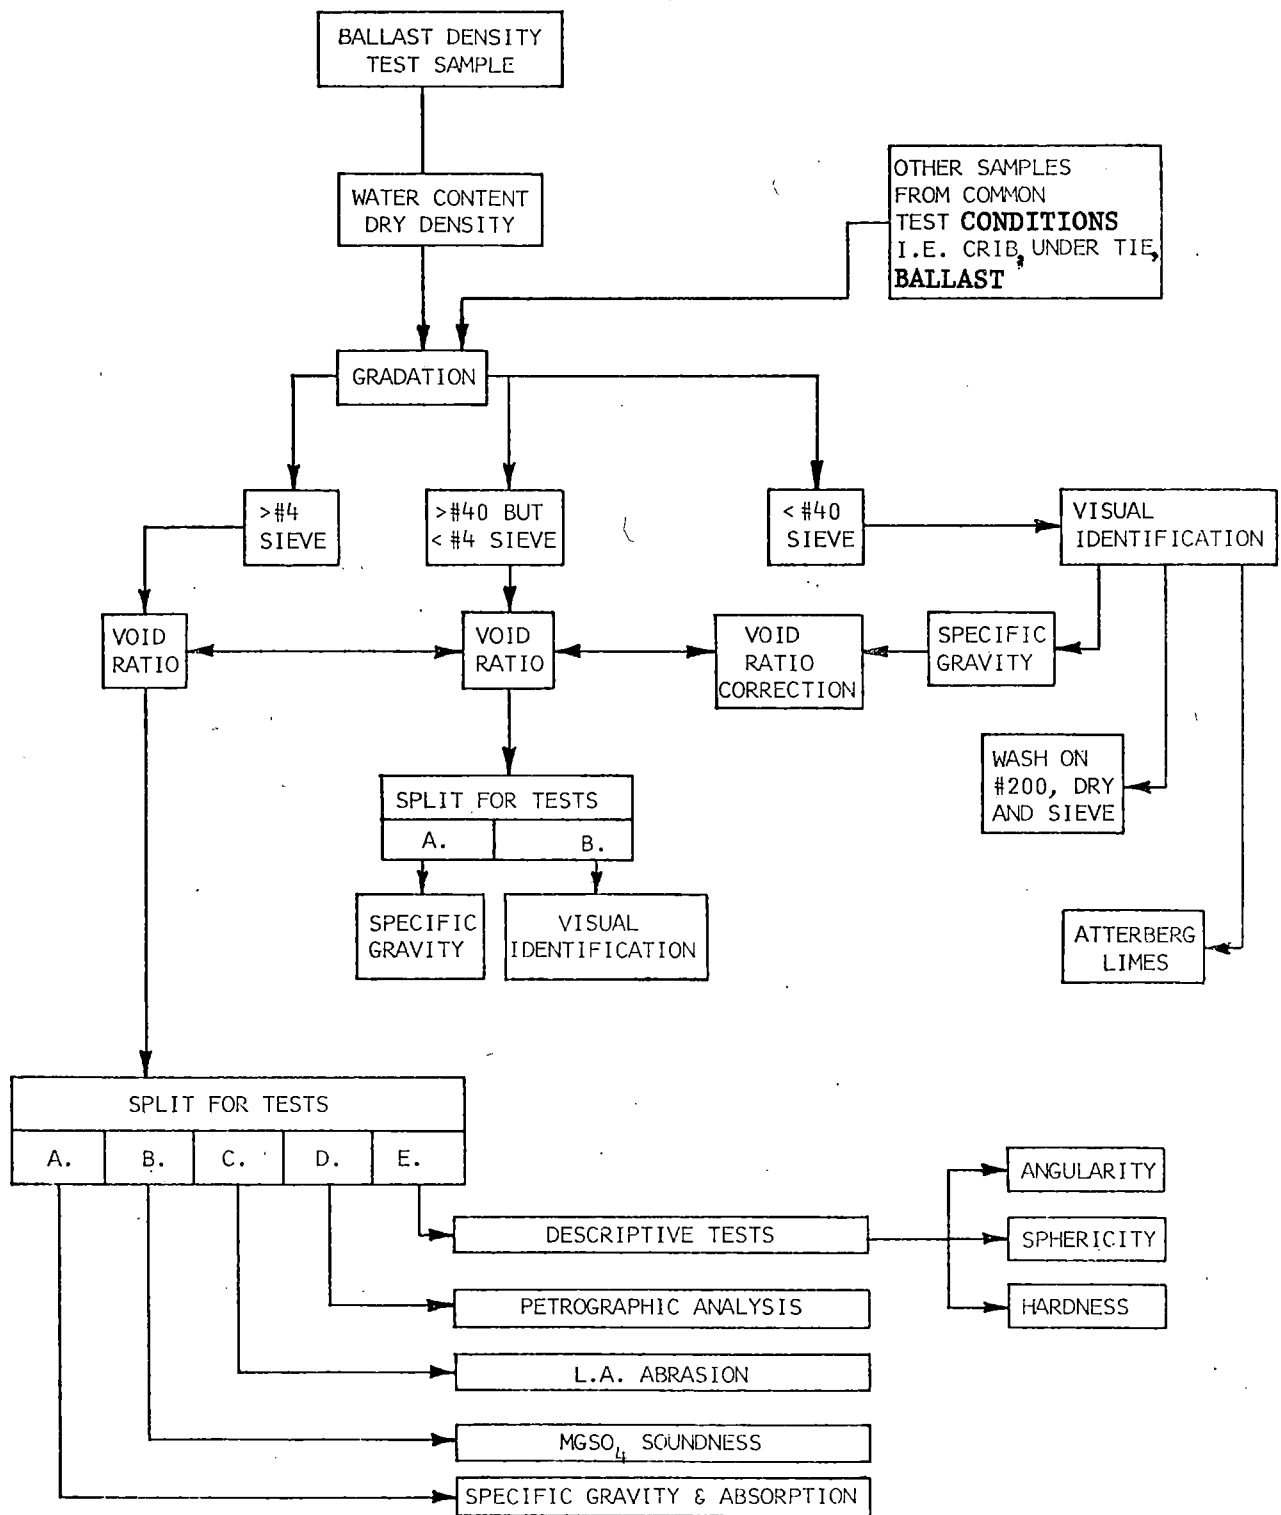 BALLAST DENSITY
TEST SAMPLE
WATER CONTENT
DRY DENSITY
OTHER SAMPLES
FROM COMMON
TEST CONDITIONS
I.E. CRIB, UNDER TIE,
BALLAST
GRADATION
>#4
SIEVE
>#40 BUT
< #4 SIEVE
< #40
SIEVE
VISUAL
IDENTIFICATION
VOID
RATIO
VOID
RATIO
VOID
RATIO
CORRECTION
SPECIFIC
GRAVITY
WASH ON
#200, DRY
AND SIEVE
SPLIT FOR TESTS
A. B.
SPECIFIC
GRAVITY
VISUAL
IDENTIFICATION
ATTERBERG
LIMES
SPLIT FOR TESTS
A. B. C. D. E.
DESCRIPTIVE TESTS
ANGULARITY
SPHERICITY
HARDNESS
PETROGRAPHIC ANALYSIS
L.A. ABRASION
MGSO4 SOUNDNESS
SPECIFIC GRAVITY & ABSORPTION